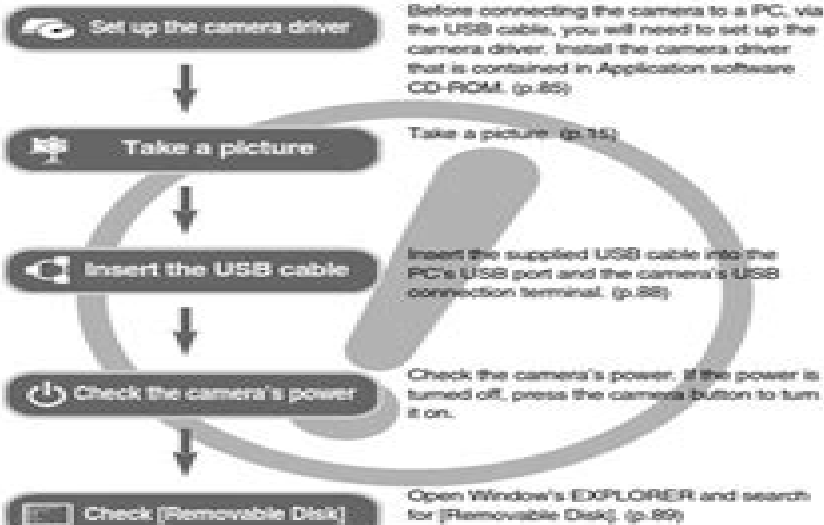 Set up the camera driver
Before connecting the camera to a PC, via
the USB cable, you will need to set up the
camera driver. Install the camera driver
that is contained in Application software
CD-ROM. (p.85)
Take a picture
Take a picture. (p.15)
Insert the USB cable
Insert the supplied USB cable into the
PC's USB port and the camera's USB
connection terminal. (p.88)
Check the camera's power
Check the camera's power. If the power is
turned off, press the camera button to turn
it on.
Check [Removable Disk]
Open Window's EXPLORER and search
for [Removable Disk]. (p.89)